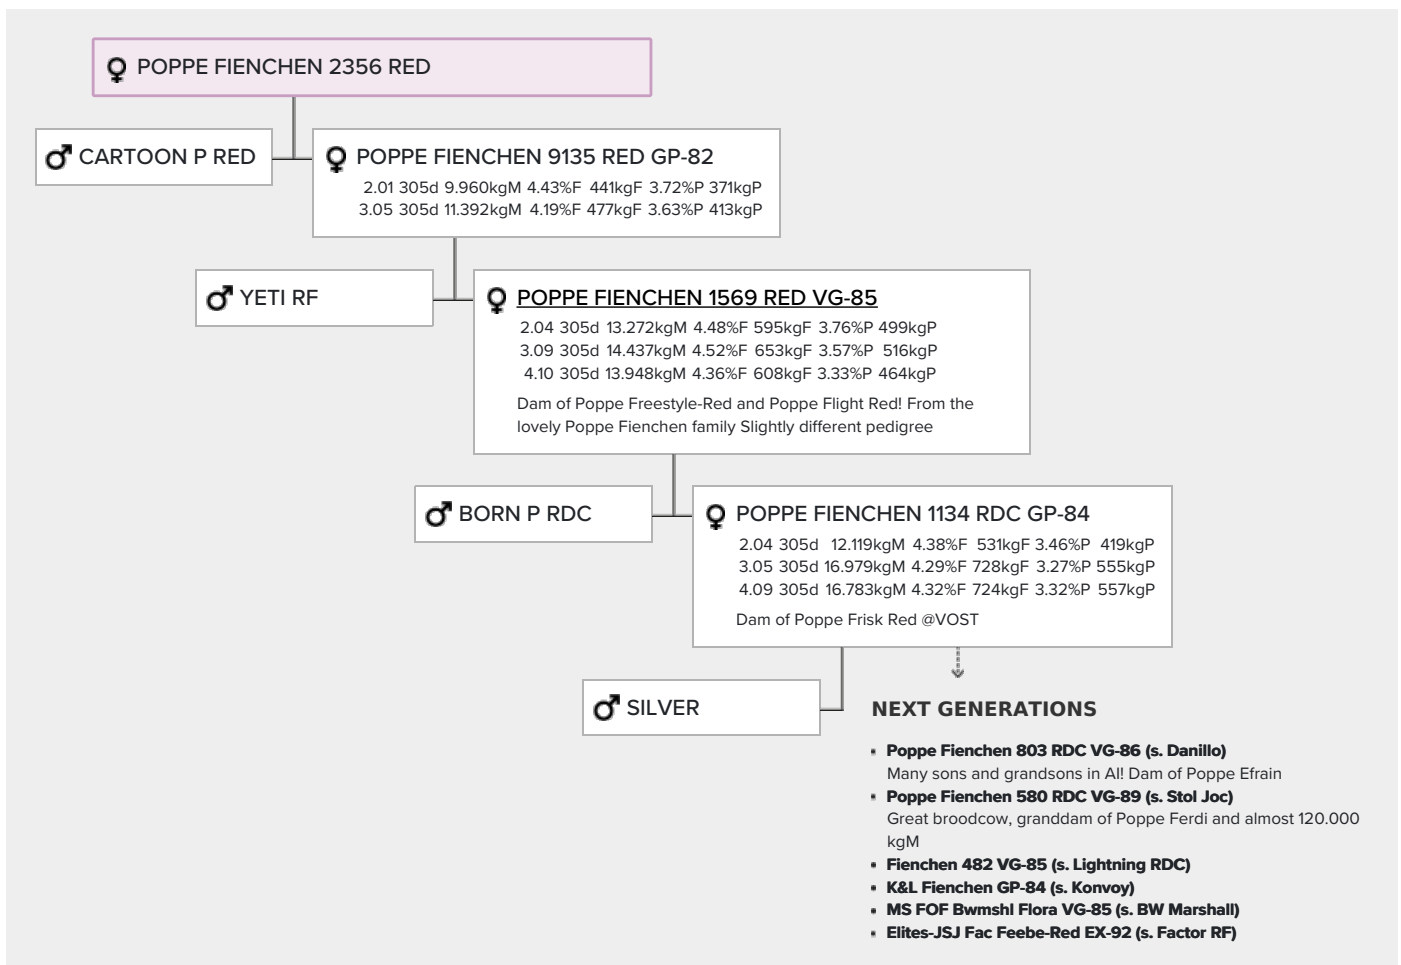 POPPE FIENCHEN 2356 RED
CARTOON P RED
POPPE FIENCHEN 9135 RED GP-82
2.01 305d 9.960kgM 4.43%F 441kgF 3.72%P 371kgP
3.05 305d 11.392kgM 4.19%F 477kgF 3.63%P 413kgP
YETI RF
POPPE FIENCHEN 1569 RED VG-85
2.04 305d 13.272kgM 4.48%F 595kgF 3.76%P 499kgP
3.09 305d 14.437kgM 4.52%F 653kgF 3.57%P 516kgP
4.10 305d 13.948kgM 4.36%F 608kgF 3.33%P 464kgP
Dam of Poppe Freestyle-Red and Poppe Flight Red! From the
lovely Poppe Fienchen family Slightly different pedigree
BORN P RDC
POPPE FIENCHEN 1134 RDC GP-84
2.04 305d 12.119kgM 4.38%F 531kgF 3.46%P 419kgP
3.05 305d 16.979kgM 4.29%F 728kgF 3.27%P 555kgP
4.09 305d 16.783kgM 4.32%F 724kgF 3.32%P 557kgP
Dam of Poppe Frisk Red @VOST
SILVER
NEXT GENERATIONS
Poppe Fienchen 803 RDC VG-86 (s. Danillo)
Many sons and grandsons in AI! Dam of Poppe Efrain
Poppe Fienchen 580 RDC VG-89 (s. Stol Joc)
Great broodcow, granddam of Poppe Ferdi and almost 120.000
kgM
Fienchen 482 VG-85 (s. Lightning RDC)
K&L Fienchen GP-84 (s. Konvoy)
MS FOF Bwmshl Flora VG-85 (s. BW Marshall)
Elites-JSJ Fac Feebe-Red EX-92 (s. Factor RF)